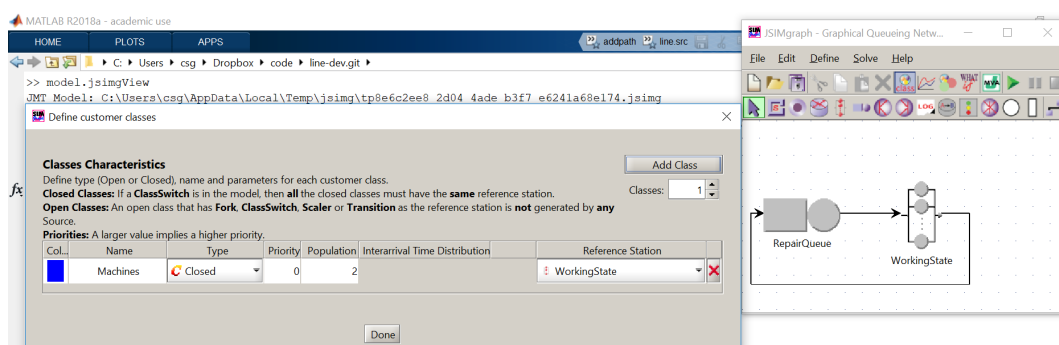 MATLAB R2018a - academic use
HOME PLOTS APPS
addpath line.src
C: Users csg Dropbox code line-dev.git
>> model.jsimgView
JMT Model: C:\Users\csg\AppData\Local\Temp\jsimg\tp8e6c2ee8_2d04_4ade_b3f7_e6241a68e174.jsimg
fx
Define customer classes
Classes Characteristics
Add Class
Define type (Open or Closed), name and parameters for each customer class.
Closed Classes: If a ClassSwitch is in the model, then all the closed classes must have the same reference station.
Classes: 1
Open Classes: An open class that has Fork, ClassSwitch, Scaler or Transition as the reference station is not generated by any
Source.
Priorities: A larger value implies a higher priority.
Col... Name Type Priority Population Interarrival Time Distribution Reference Station
Machines C Closed 0 2 WorkingState
Done
JSIMgraph - Graphical Queueing Netw...
File Edit Define Solve Help
class WHAT IF MVA
S LOG
RepairQueue
WorkingState